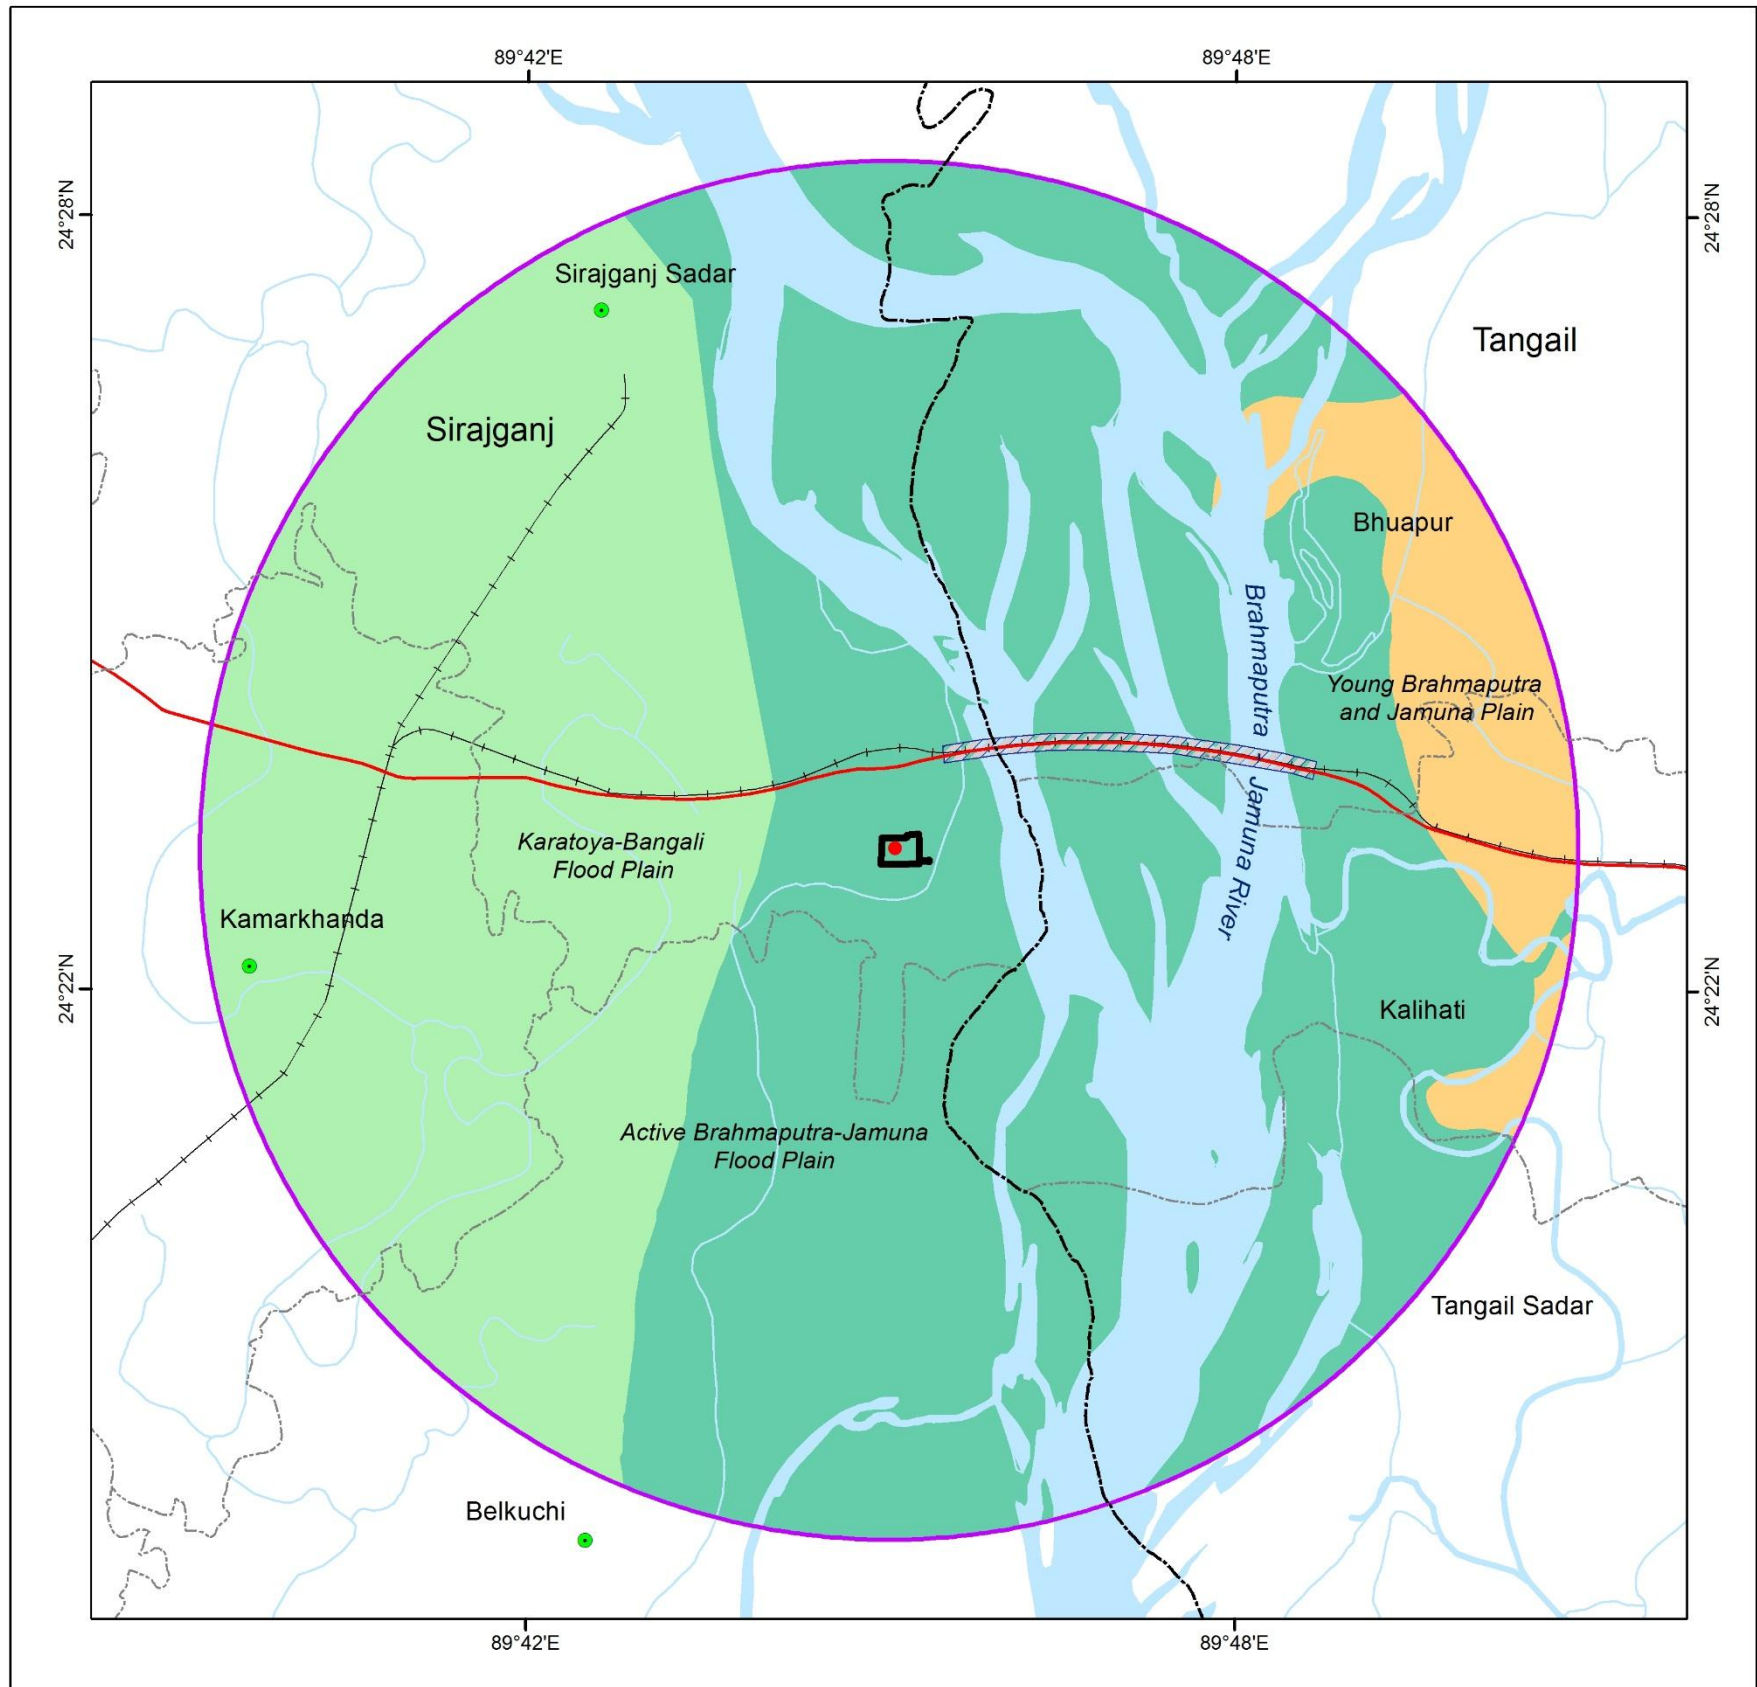 89°42'E
89°48'E
24°28'N
24°28'N
Sirajganj Sadar
Tangail
Sirajganj
Bhuapur
Brahmaputra Jamuna River
Young Brahmaputra
and Jamuna Plain
Karatoya-Bangali
Flood Plain
Kamarkhanda
24°22'N
24°22'N
Kalihati
Active Brahmaputra-Jamuna
Flood Plain
Tangail Sadar
Belkuchi
89°42'E
89°48'E